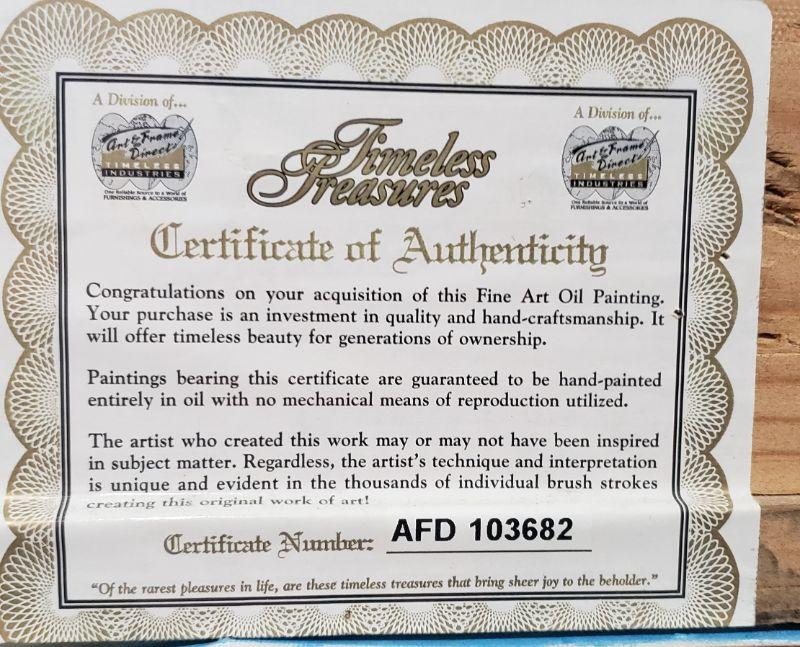 A Division of...
Art & Frame
Direct
TIMELESS
INDUSTRIES
One Reliable Source to a World of
FURNISHINGS & ACCESSORIES
Timeless
Treasures
A Division of...
Art & Frame
Direct
TIMELESS
INDUSTRIES
One Reliable Source to a World of
FURNISHINGS & ACCESSORIES
Certificate of Authenticity
Congratulations on your acquisition of this Fine Art Oil Painting.
Your purchase is an investment in quality and hand-craftsmanship. It
will offer timeless beauty for generations of ownership.
Paintings bearing this certificate are guaranteed to be hand-painted
entirely in oil with no mechanical means of reproduction utilized.
The artist who created this work may or may not have been inspired
in subject matter. Regardless, the artist's technique and interpretation
is unique and evident in the thousands of individual brush strokes
creating this original work of art!
Certificate Number: AFD 103682
"Of the rarest pleasures in life, are these timeless treasures that bring sheer joy to the beholder."